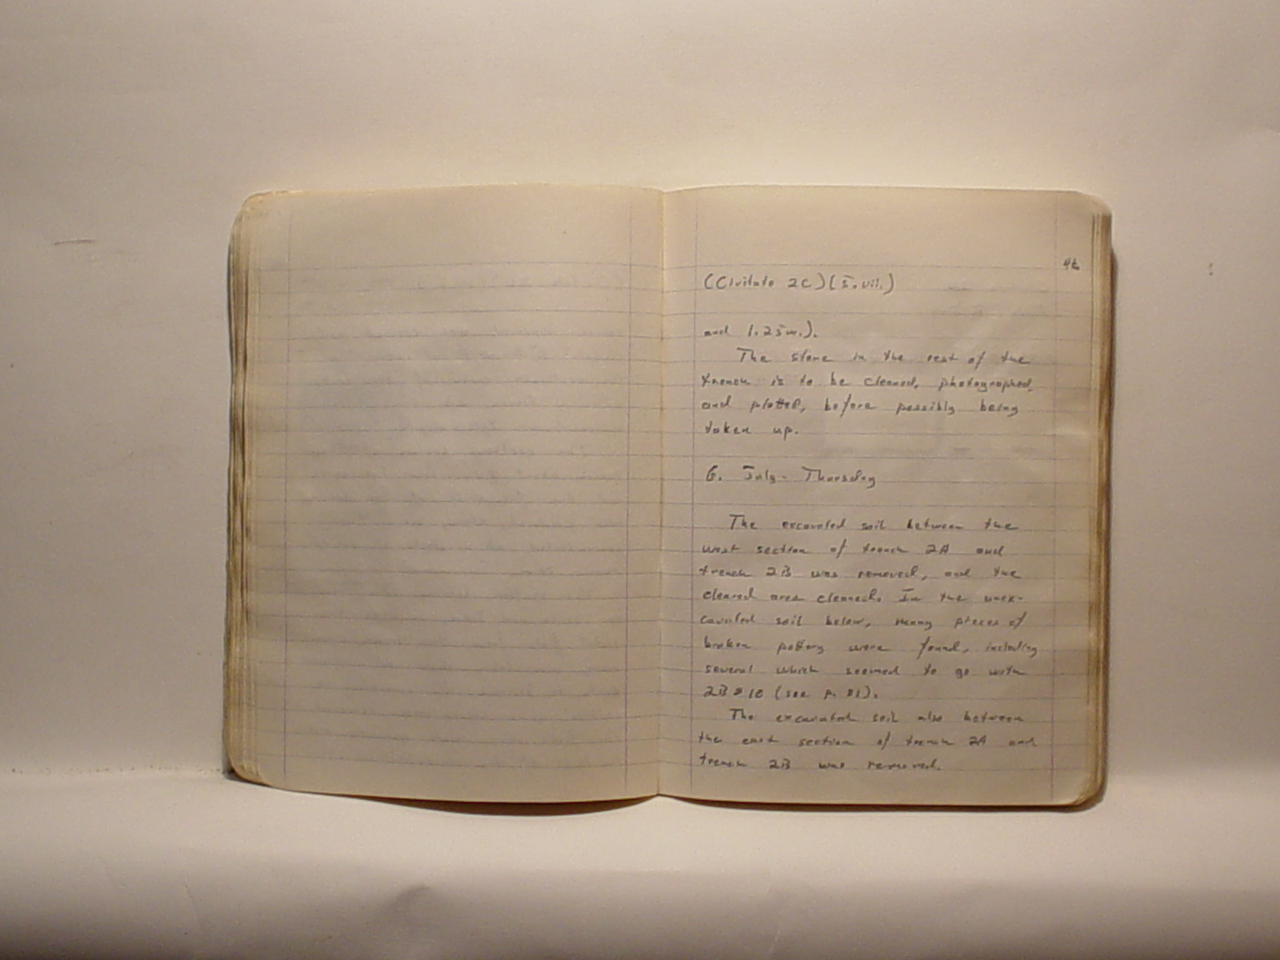 46
(Civitate 2C)(5.vii.)
and 1.25m.).
The stone in the rest of the
trench is to be cleaned, photographed,
and plotted, before possibly being
taken up.
6. July - Thursday
The excavated soil between the
west section of trench 2A and
trench 2B was removed, and the
cleared area cleaned. In the unex-
cavated soil below, many pieces of
broken pottery were found, including
several which seemed to go with
2B#10 (see p. 81).
The excavated soil also between
the east section of trench 2A and
trench 2B was removed.